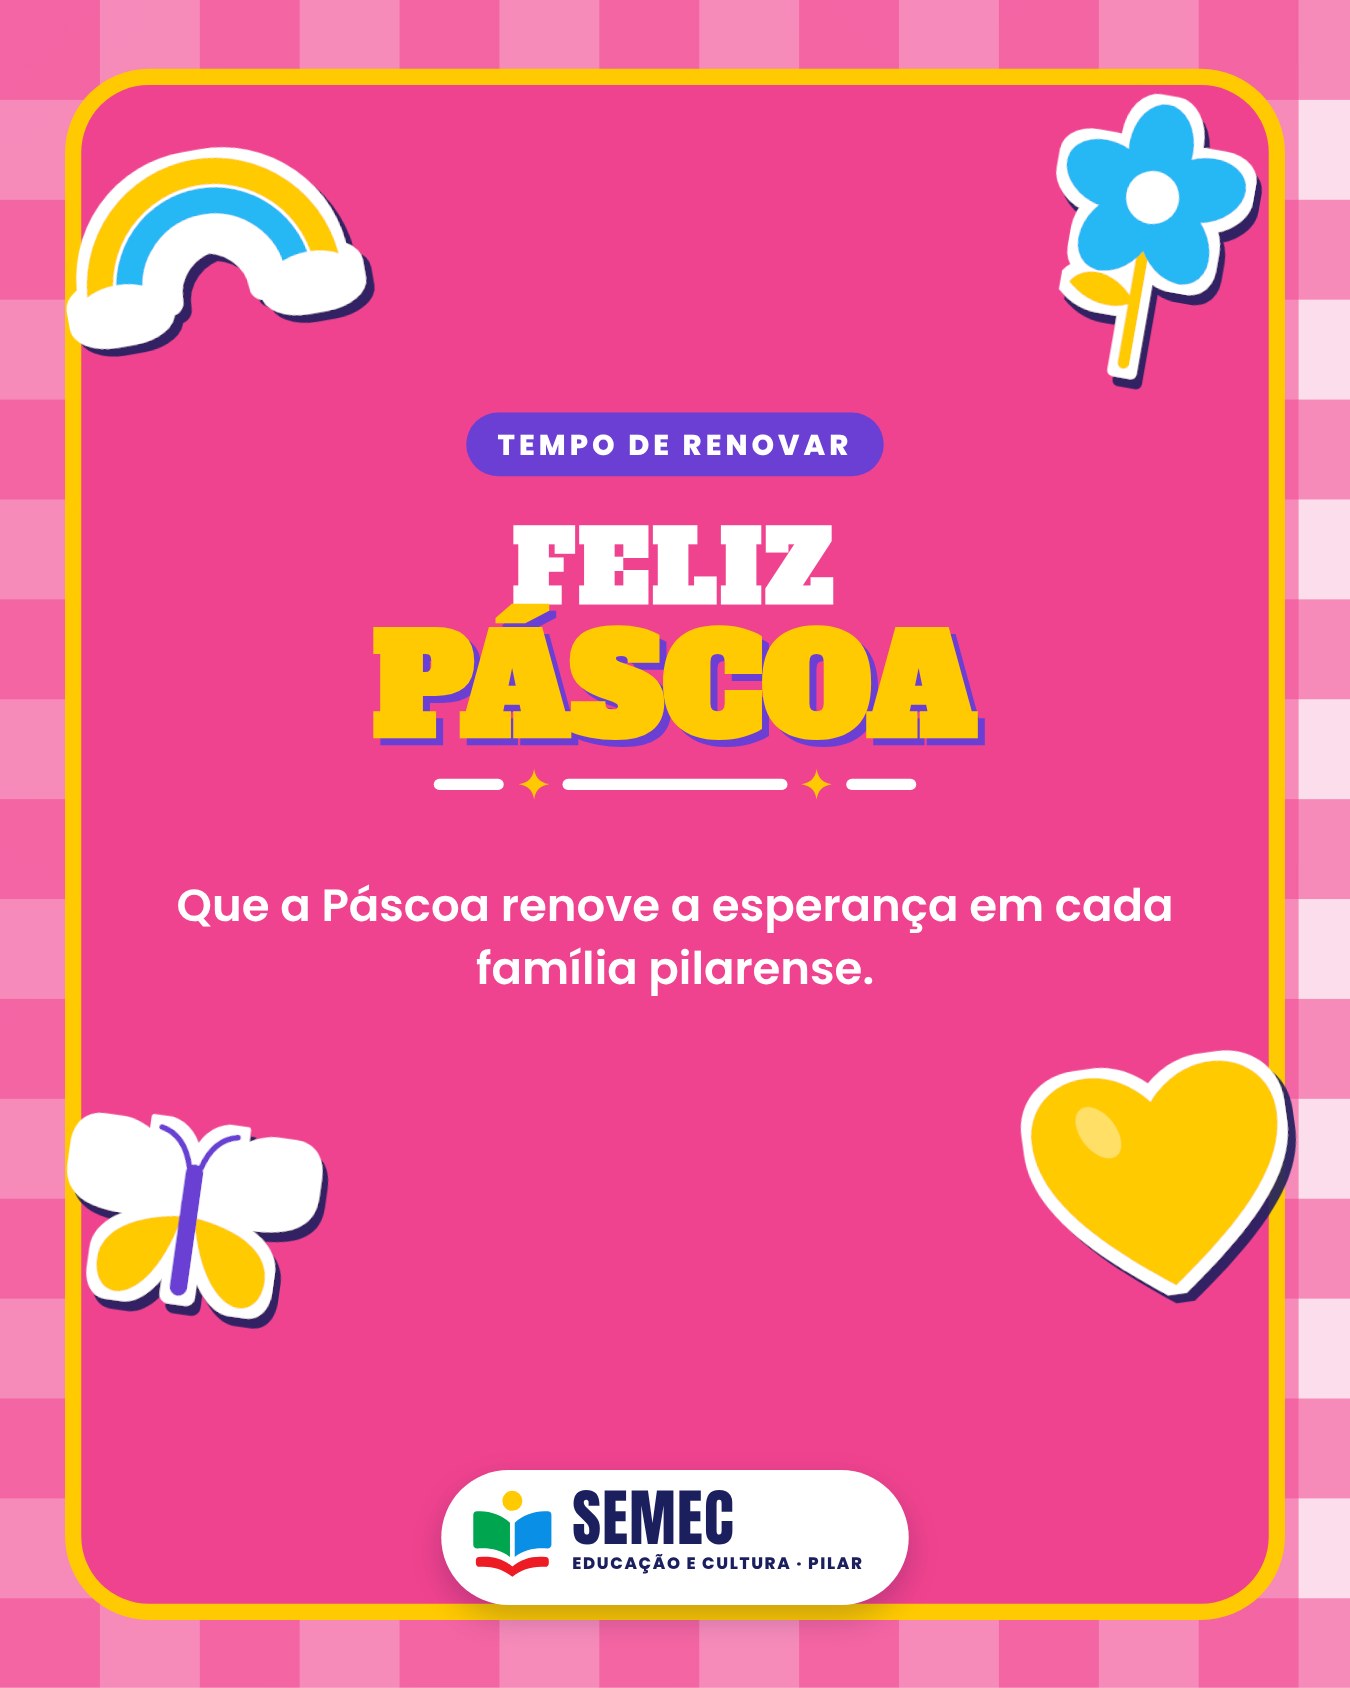 TEMPO DE RENOVAR
FELIZ
PÁSCOA
Que a Páscoa renove a esperança em cada
família pilarense.
SEMEC
EDUCAÇÃO E CULTURA · PILAR